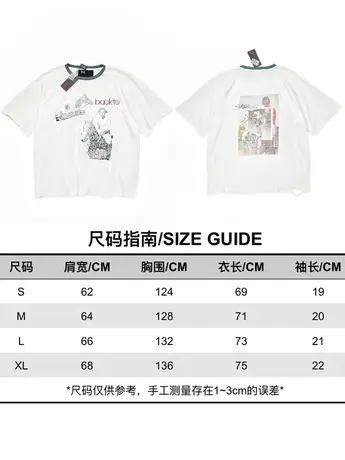 back to
尺码指南/SIZE GUIDE
尺码 肩宽/CM 胸围/CM 衣长/CM 袖长/CM
S 62 124 69 19
M 64 128 71 20
L 66 132 73 21
XL 68 136 75 22
*尺码仅供参考，手工测量存在1~3cm的误差*